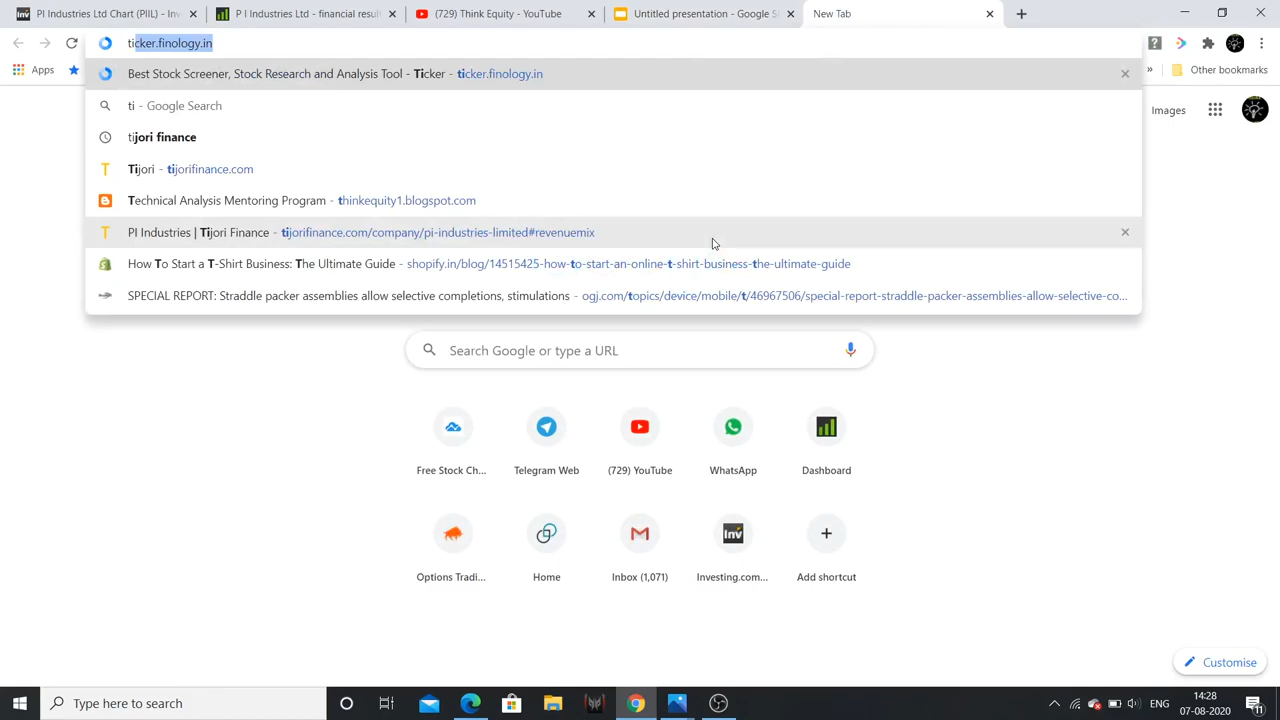 PI Industries Ltd Chart (PIIL) - Inv
P I Industries Ltd - financial resul
(729) Think Equity - YouTube
Untitled presentation - Google Sl
New Tab
ticker.finology.in
Apps
Other bookmarks
Best Stock Screener, Stock Research and Analysis Tool - Ticker - ticker.finology.in
ti - Google Search
tijori finance
Tijori - tijorifinance.com
Technical Analysis Mentoring Program - thinkequity1.blogspot.com
PI Industries | Tijori Finance - tijorifinance.com/company/pi-industries-limited#revenuemix
How To Start a T-Shirt Business: The Ultimate Guide - shopify.in/blog/14515425-how-to-start-an-online-t-shirt-business-the-ultimate-guide
SPECIAL REPORT: Straddle packer assemblies allow selective completions, stimulations - ogj.com/topics/device/mobile/t/46967506/special-report-straddle-packer-assemblies-allow-selective-co...
Images
Search Google or type a URL
Free Stock Ch...
Telegram Web
(729) YouTube
WhatsApp
Dashboard
Inv
Options Tradi...
Home
Inbox (1,071)
Investing.com...
Add shortcut
Customise
Type here to search
ENG
14:28
07-08-2020
11